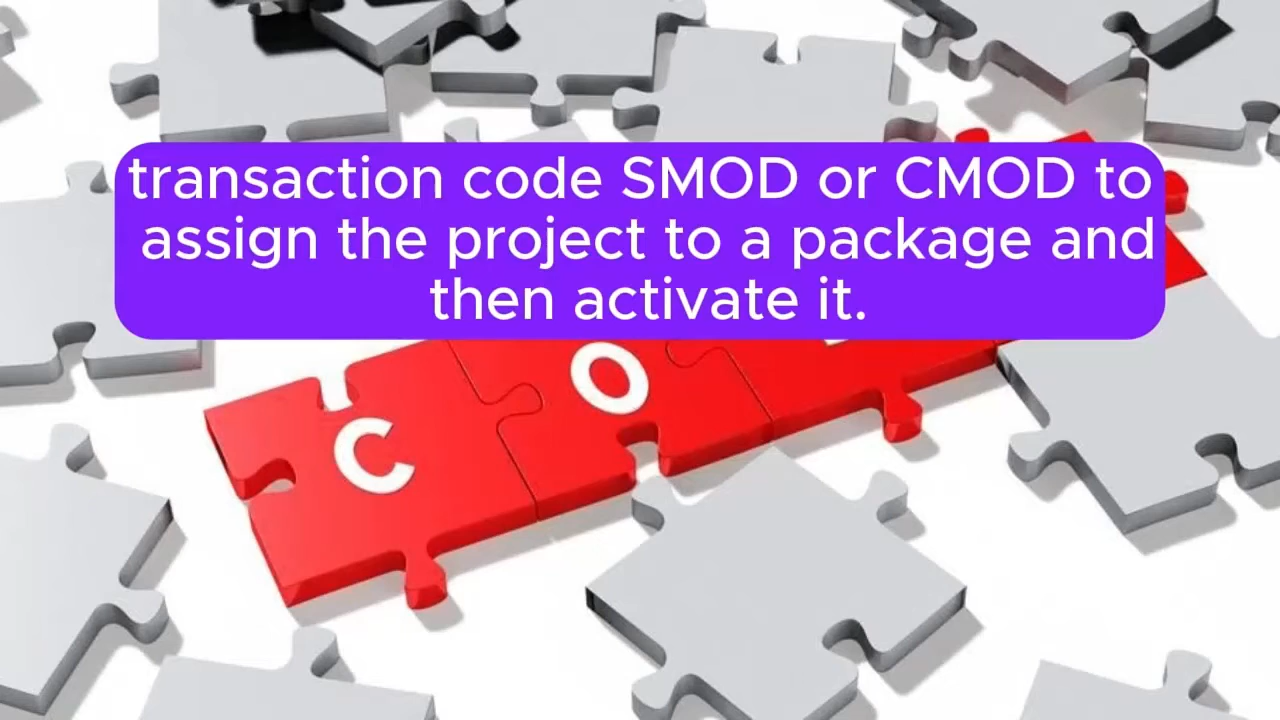 transaction code SMOD or CMOD to
assign the project to a package and
then activate it.
C O